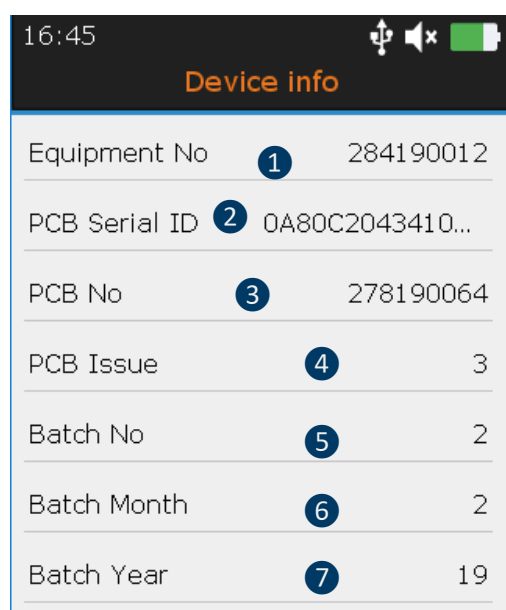 16:45
Device info
Equipment No 1 284190012
PCB Serial ID 2 0A80C2043410...
PCB No 3 278190064
PCB Issue 4 3
Batch No 5 2
Batch Month 6 2
Batch Year 7 19